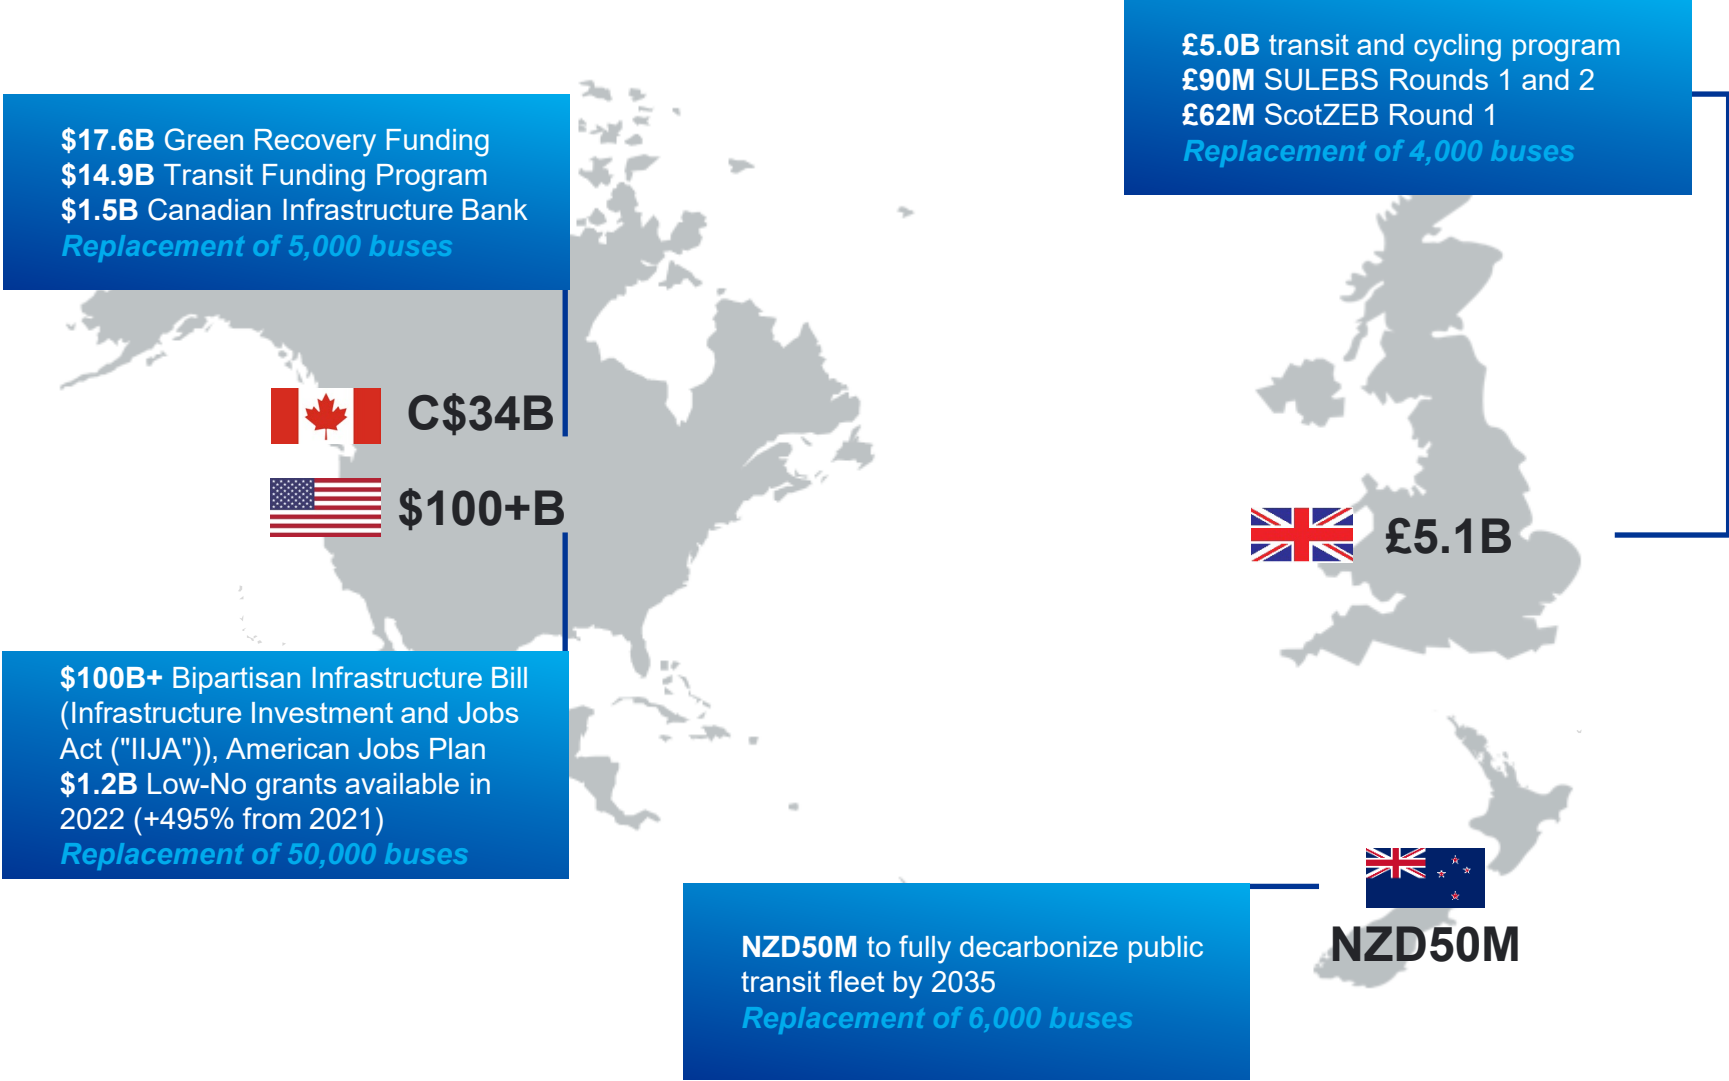 $17.6B Green Recovery Funding
$14.9B Transit Funding Program
$1.5B Canadian Infrastructure Bank
Replacement of 5,000 buses
£5.0B transit and cycling program
£90M SULEBS Rounds 1 and 2
£62M ScotZEB Round 1
Replacement of 4,000 buses
C$34B
$100+B
£5.1B
$100B+ Bipartisan Infrastructure Bill
(Infrastructure Investment and Jobs
Act ("IIJA")), American Jobs Plan
$1.2B Low-No grants available in
2022 (+495% from 2021)
Replacement of 50,000 buses
NZD50M to fully decarbonize public
transit fleet by 2035
Replacement of 6,000 buses
NZD50M